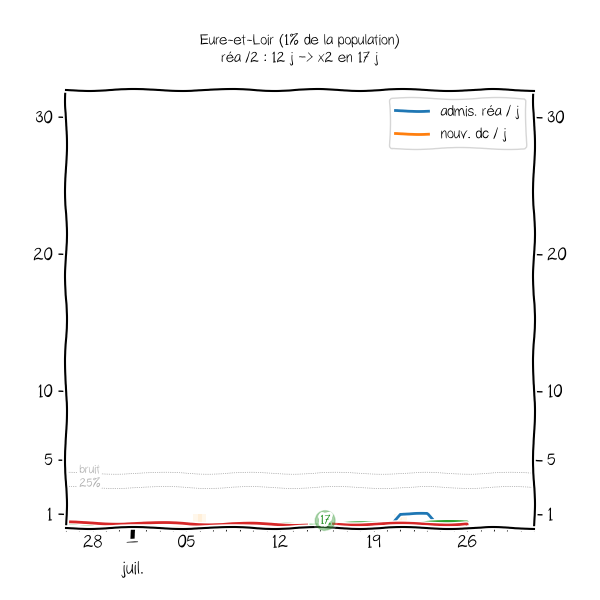 Eure-et-Loir (1% de la population)
réa /2 : 12 j -> x2 en 17 j
admis. réa / j
nouv. dc / j
30
30
20
20
10
10
5
5
bruit
25%
1
1
17
28
05
12
19
26
juil.